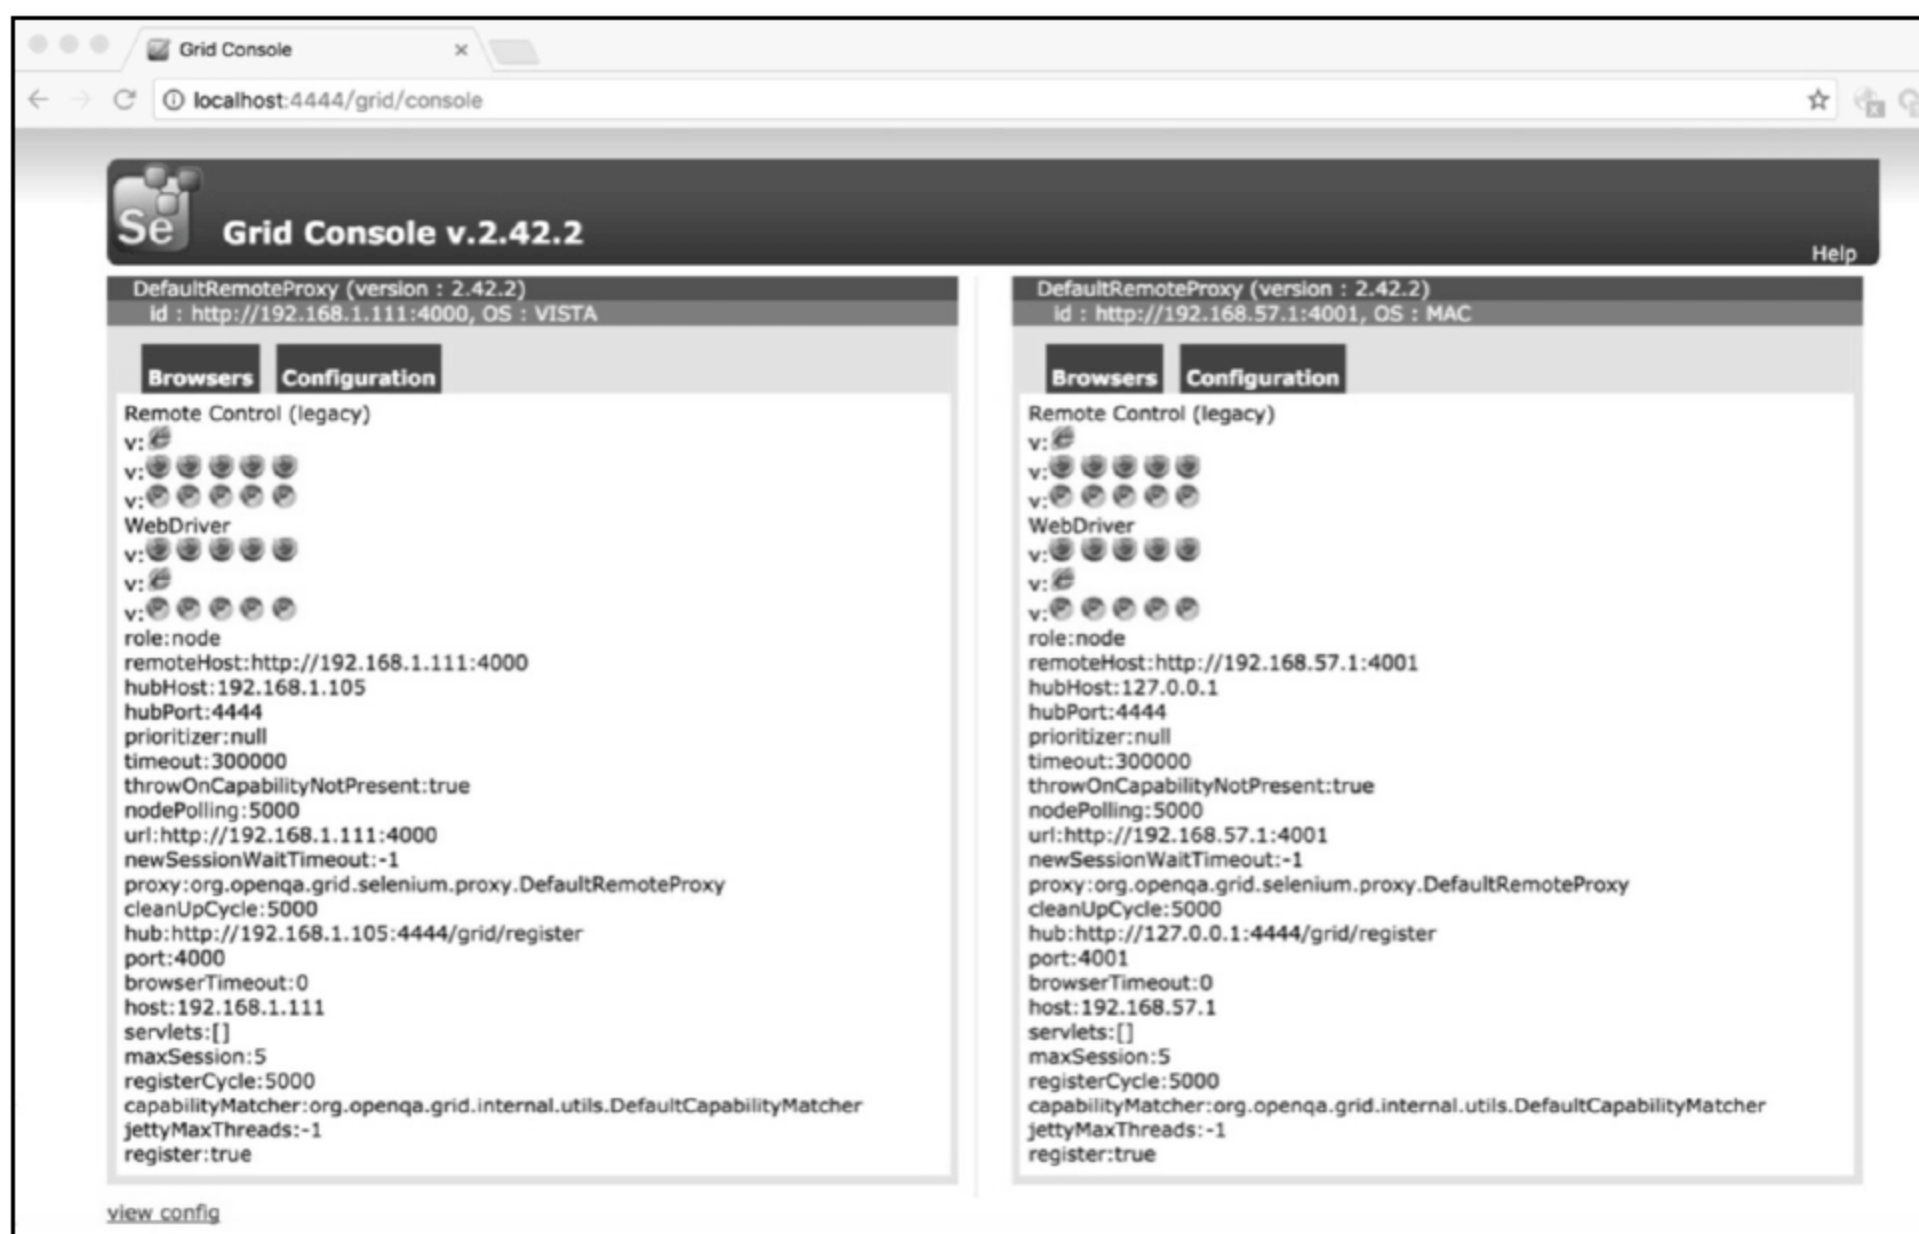 Grid Console
localhost:4444/grid/console
Se
Grid Console v.2.42.2
Help
DefaultRemoteProxy (version : 2.42.2)
id : http://192.168.1.111:4000, OS : VISTA
Browsers Configuration
Remote Control (legacy)
v:
v:
v:
WebDriver
v:
v:
v:
role:node
remoteHost:http://192.168.1.111:4000
hubHost:192.168.1.105
hubPort:4444
prioritizer:null
timeout:300000
throwOnCapabilityNotPresent:true
nodePolling:5000
url:http://192.168.1.111:4000
newSessionWaitTimeout:-1
proxy:org.openqa.grid.selenium.proxy.DefaultRemoteProxy
cleanUpCycle:5000
hub:http://192.168.1.105:4444/grid/register
port:4000
browserTimeout:0
host:192.168.1.111
servlets:[]
maxSession:5
registerCycle:5000
capabilityMatcher:org.openqa.grid.internal.utils.DefaultCapabilityMatcher
jettyMaxThreads:-1
register:true
DefaultRemoteProxy (version : 2.42.2)
id : http://192.168.57.1:4001, OS : MAC
Browsers Configuration
Remote Control (legacy)
v:
v:
v:
WebDriver
v:
v:
v:
role:node
remoteHost:http://192.168.57.1:4001
hubHost:127.0.0.1
hubPort:4444
prioritizer:null
timeout:300000
throwOnCapabilityNotPresent:true
nodePolling:5000
url:http://192.168.57.1:4001
newSessionWaitTimeout:-1
proxy:org.openqa.grid.selenium.proxy.DefaultRemoteProxy
cleanUpCycle:5000
hub:http://127.0.0.1:4444/grid/register
port:4001
browserTimeout:0
host:192.168.57.1
servlets:[]
maxSession:5
registerCycle:5000
capabilityMatcher:org.openqa.grid.internal.utils.DefaultCapabilityMatcher
jettyMaxThreads:-1
register:true
view config